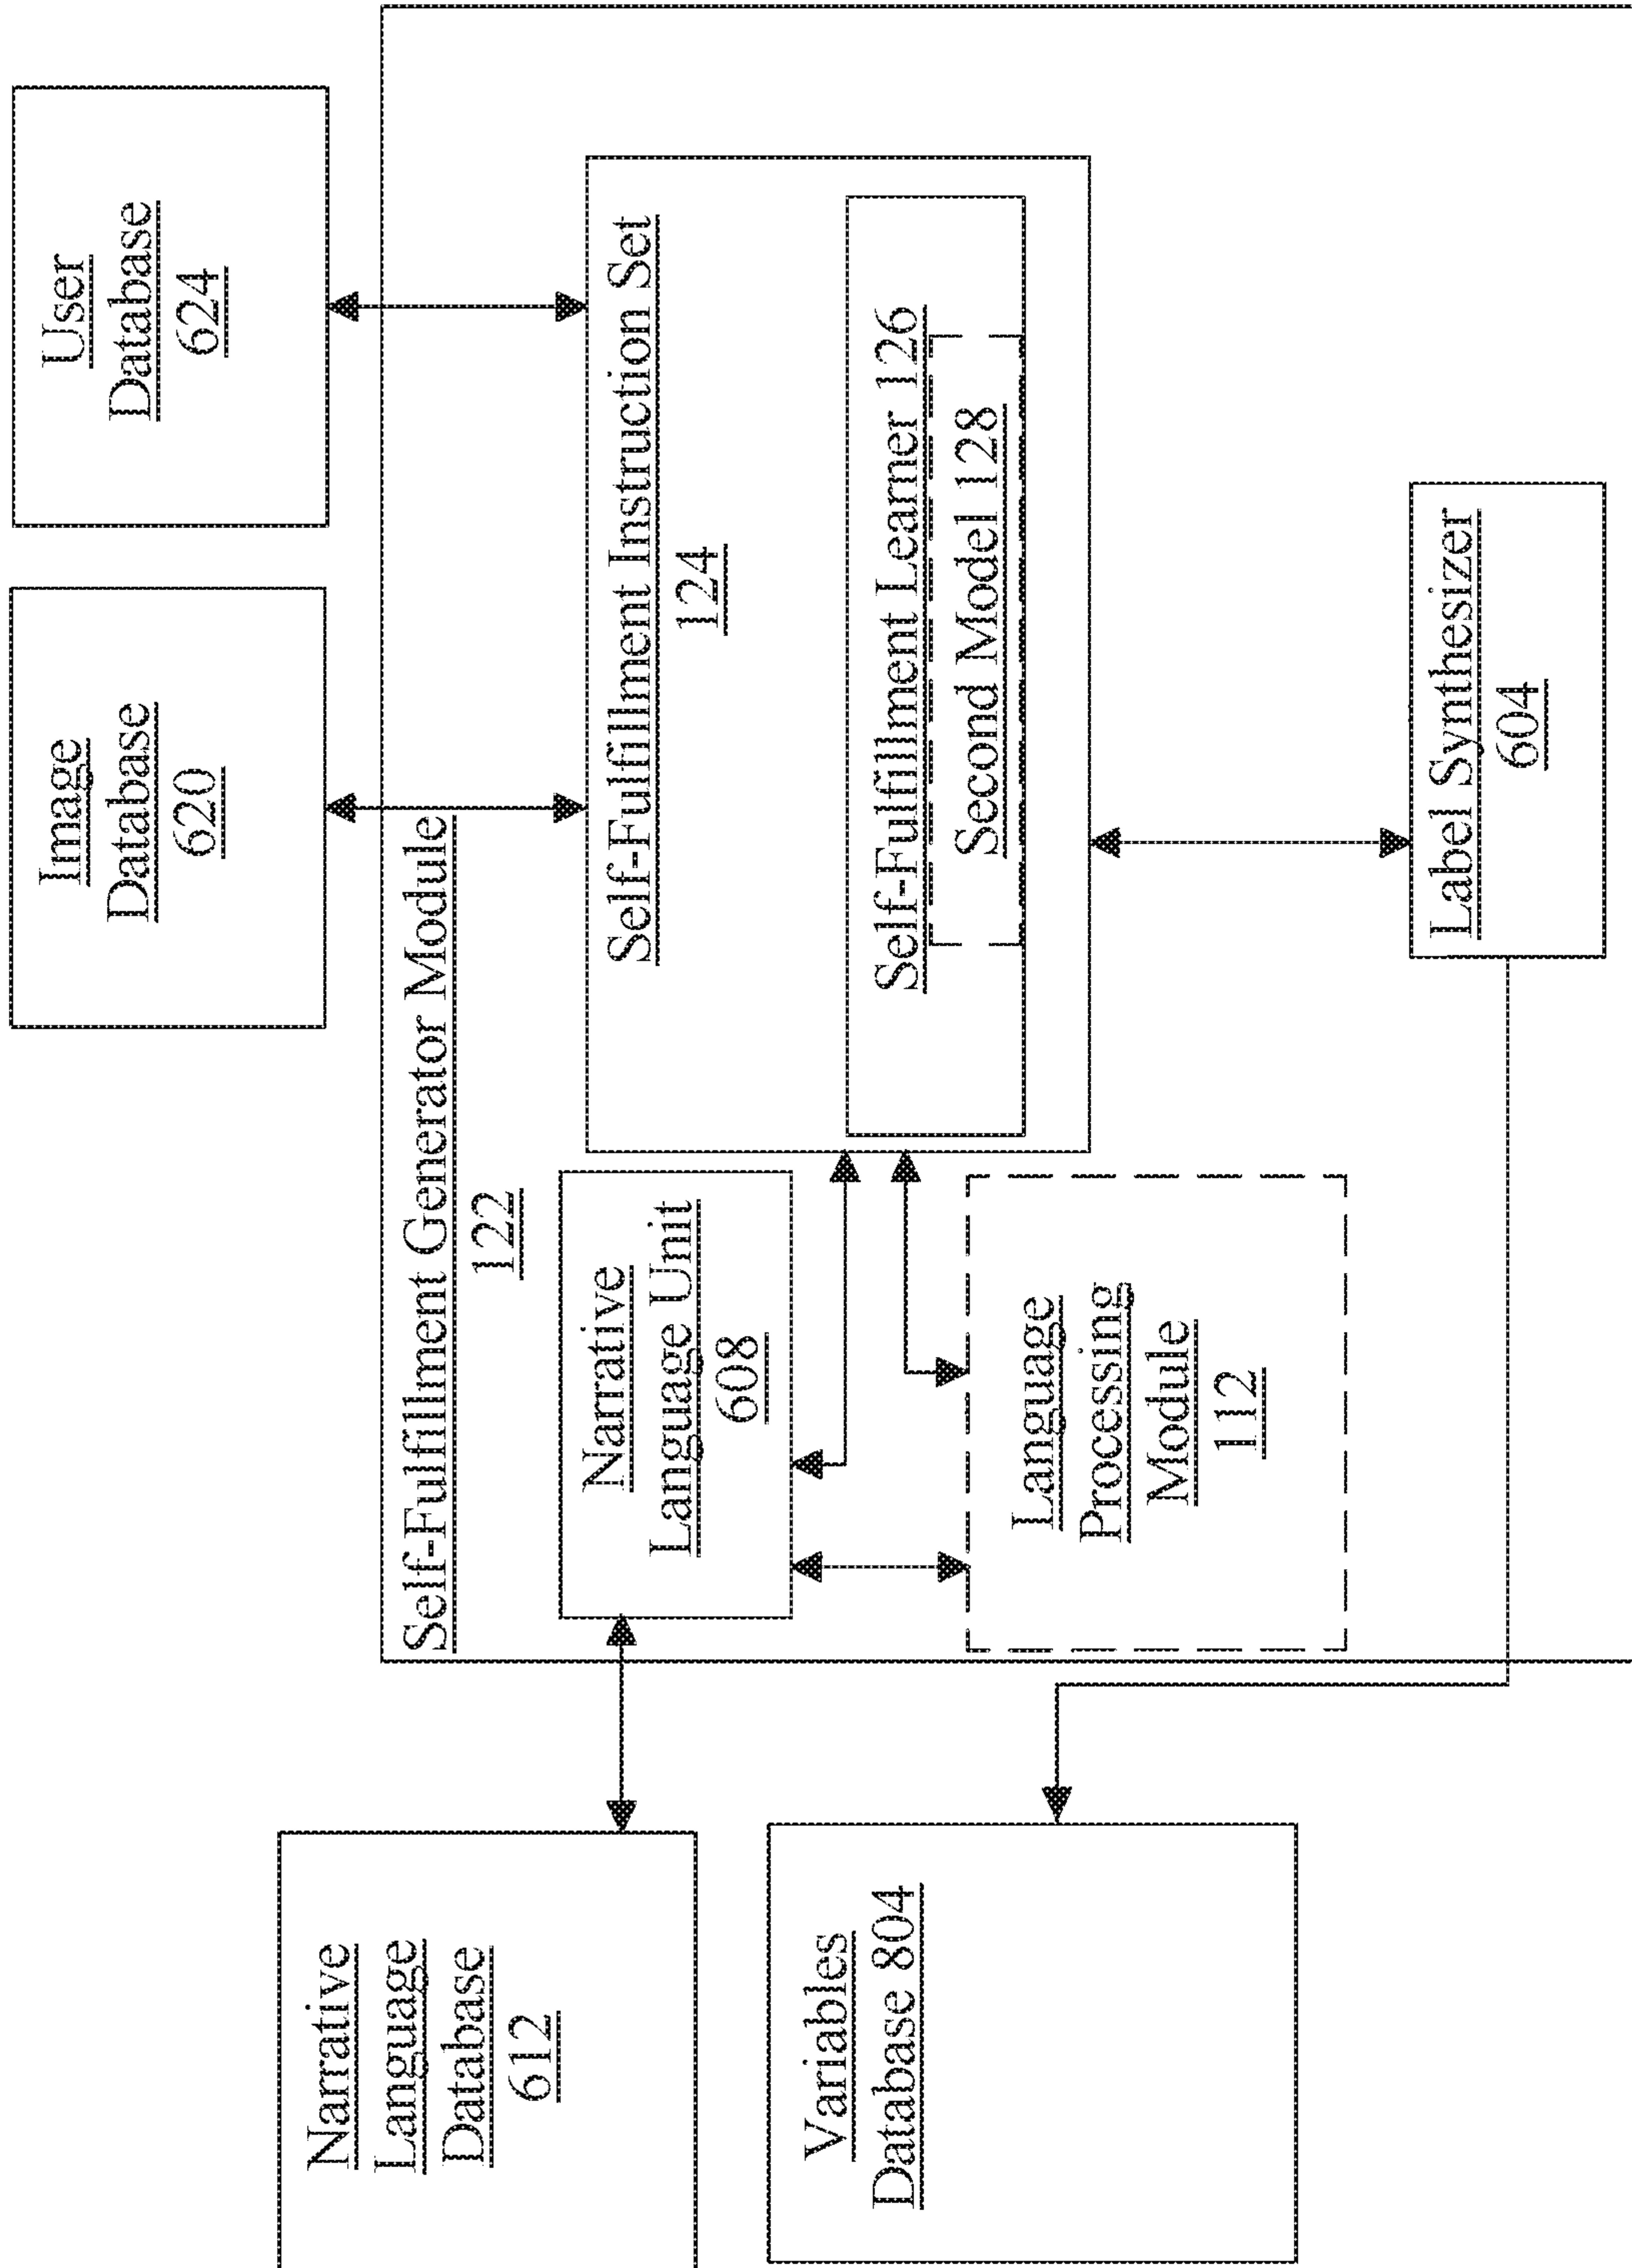 Narrative
Language
Database
612
Variables
Database 804
Self-Fulfillment Generator Module
122
Narrative
Language Unit
608
Language
Processing
Module
112
Image
Database
620
User
Database
624
Self-Fulfillment Instruction Set
124
Self-Fulfillment Learner 126
Second Model 128
Label Synthesizer
604